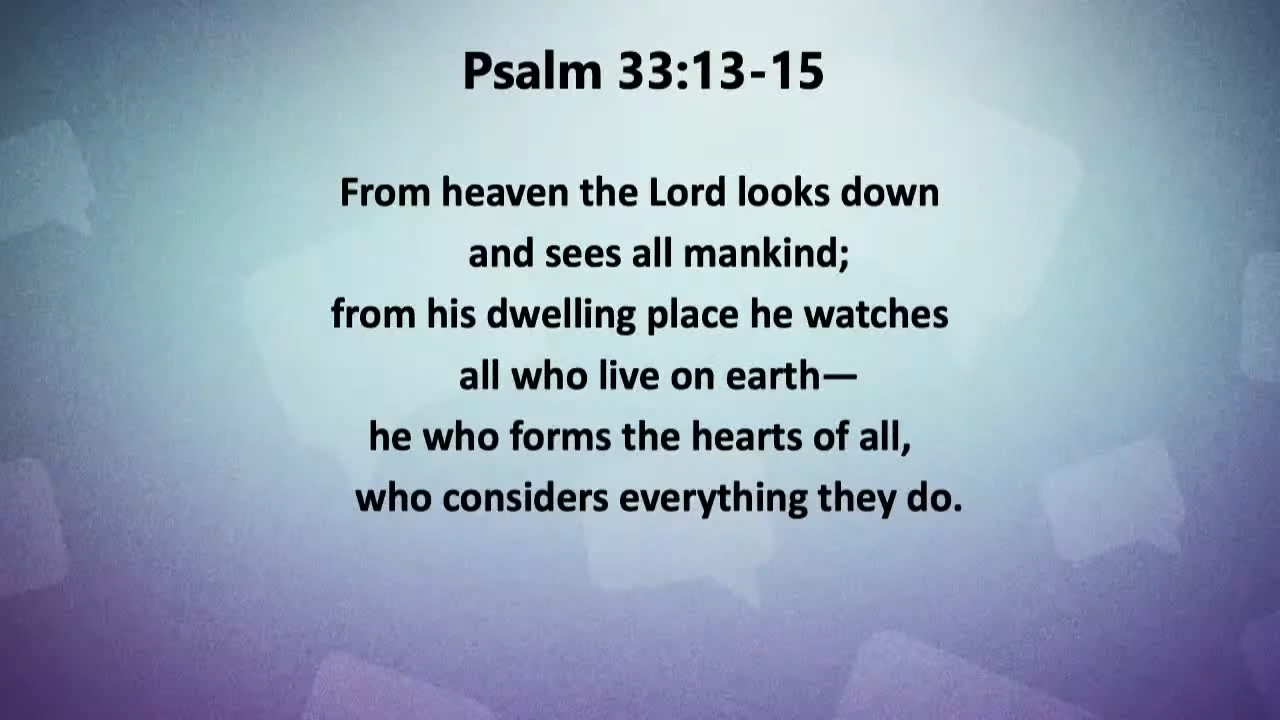 Psalm 33:13-15
From heaven the Lord looks down
and sees all mankind;
from his dwelling place he watches
all who live on earth—
he who forms the hearts of all,
who considers everything they do.